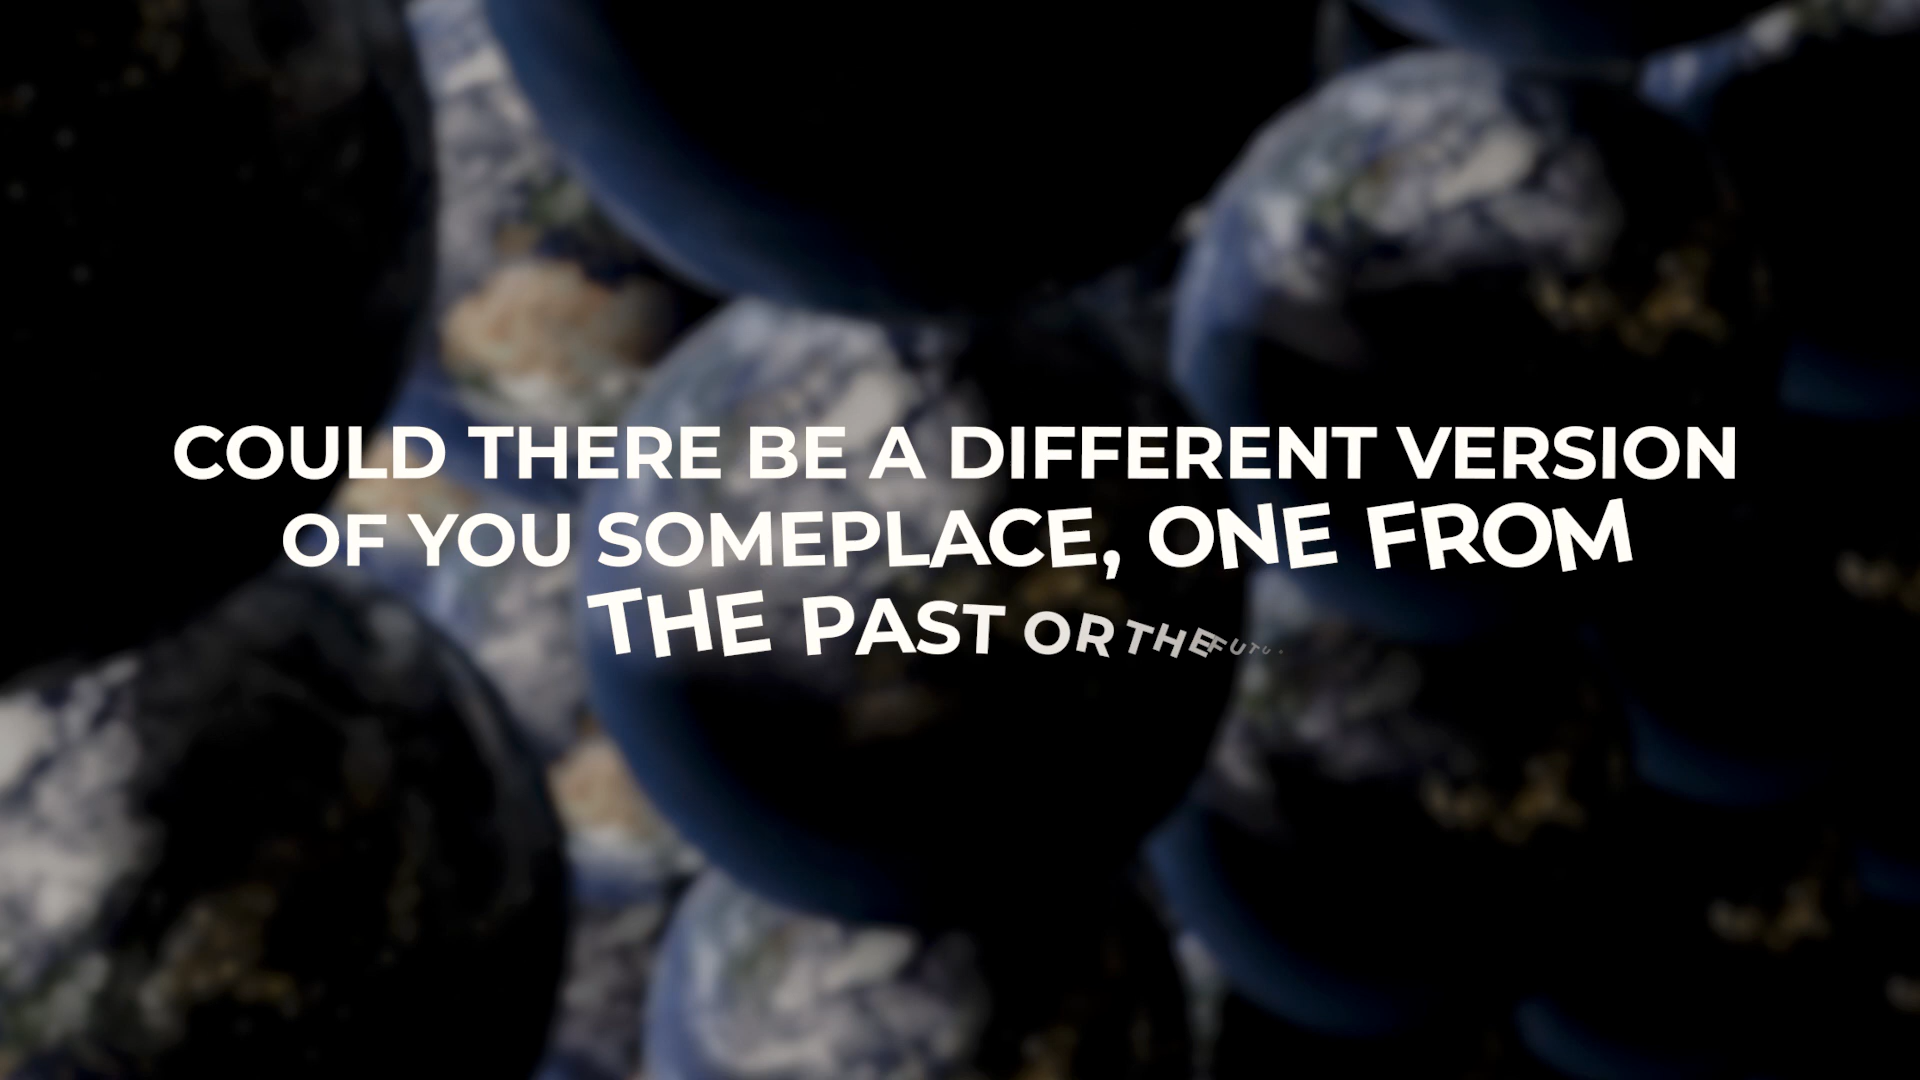 COULD THERE BE A DIFFERENT VERSION
OF YOU SOMEPLACE, ONE FROM
THE PAST OR THE